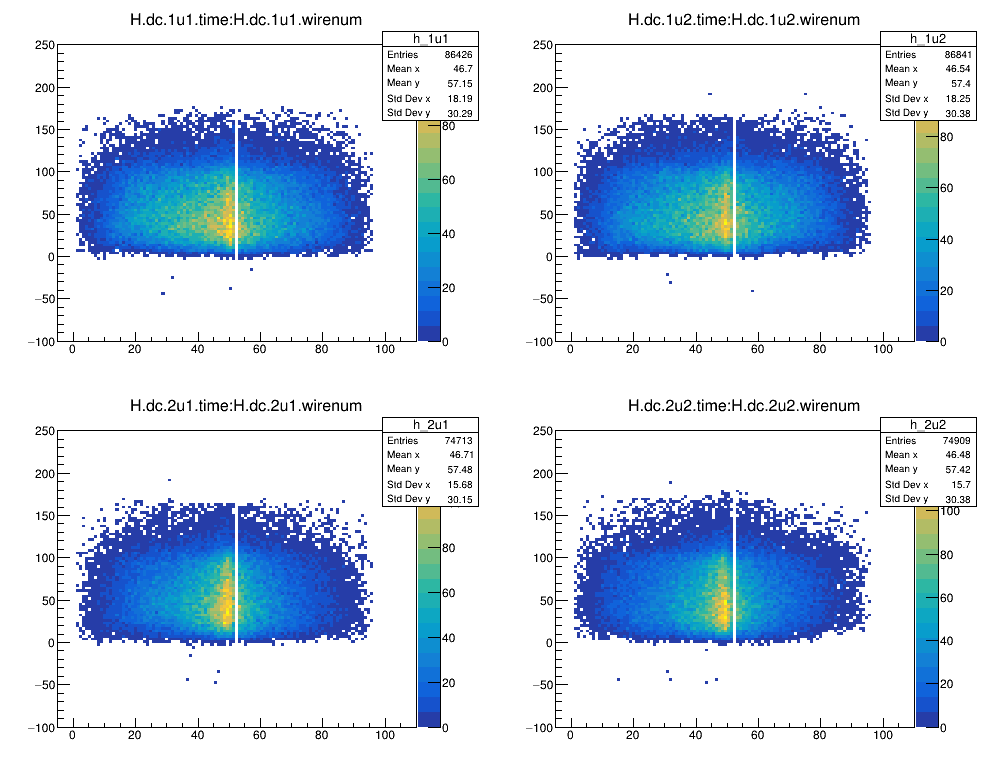 H.dc.1u1.time:H.dc.1u1.wirenum
h_1u1
Entries 86426
Mean x 46.7
Mean y 57.15
Std Dev x 18.19
Std Dev y 30.29
250
200
150
100
50
0
−50
−100
0 20 40 60 80 100
80
60
40
20
0
H.dc.1u2.time:H.dc.1u2.wirenum
h_1u2
Entries 86841
Mean x 46.54
Mean y 57.4
Std Dev x 18.25
Std Dev y 30.38
250
200
150
100
50
0
−50
−100
0 20 40 60 80 100
80
60
40
20
0
H.dc.2u1.time:H.dc.2u1.wirenum
h_2u1
Entries 74713
Mean x 46.71
Mean y 57.48
Std Dev x 15.68
Std Dev y 30.15
250
200
150
100
50
0
−50
−100
0 20 40 60 80 100
80
60
40
20
0
H.dc.2u2.time:H.dc.2u2.wirenum
h_2u2
Entries 74909
Mean x 46.48
Mean y 57.42
Std Dev x 15.7
Std Dev y 30.38
250
200
150
100
50
0
−50
−100
0 20 40 60 80 100
100
80
60
40
20
0